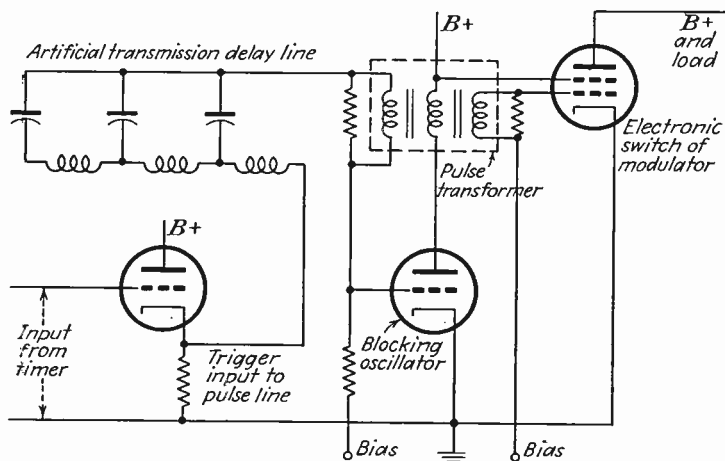 B+
B+
and
load
Artificial transmission delay line
Electronic
switch of
modulator
Pulse
transformer
B+
Input
from
timer
Trigger
input to
pulse line
Blocking
oscillator
Bias
Bias